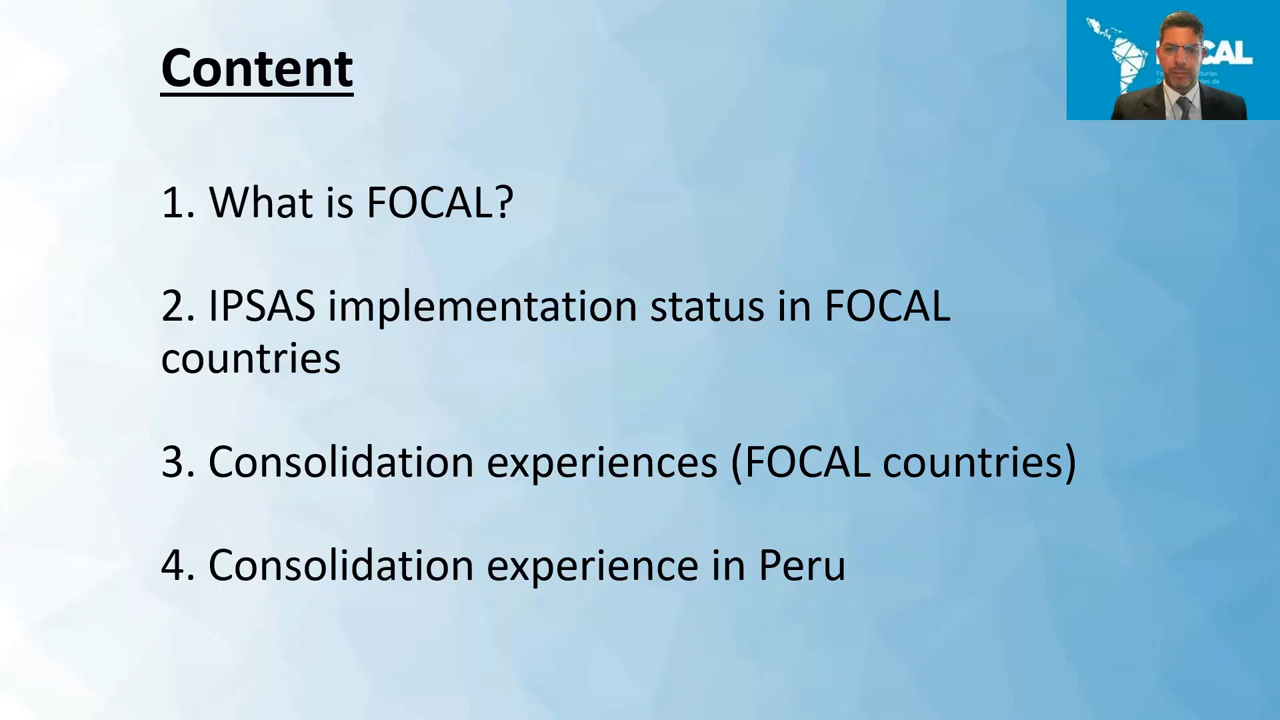 Content
1. What is FOCAL?
2. IPSAS implementation status in FOCAL
countries
3. Consolidation experiences (FOCAL countries)
4. Consolidation experience in Peru